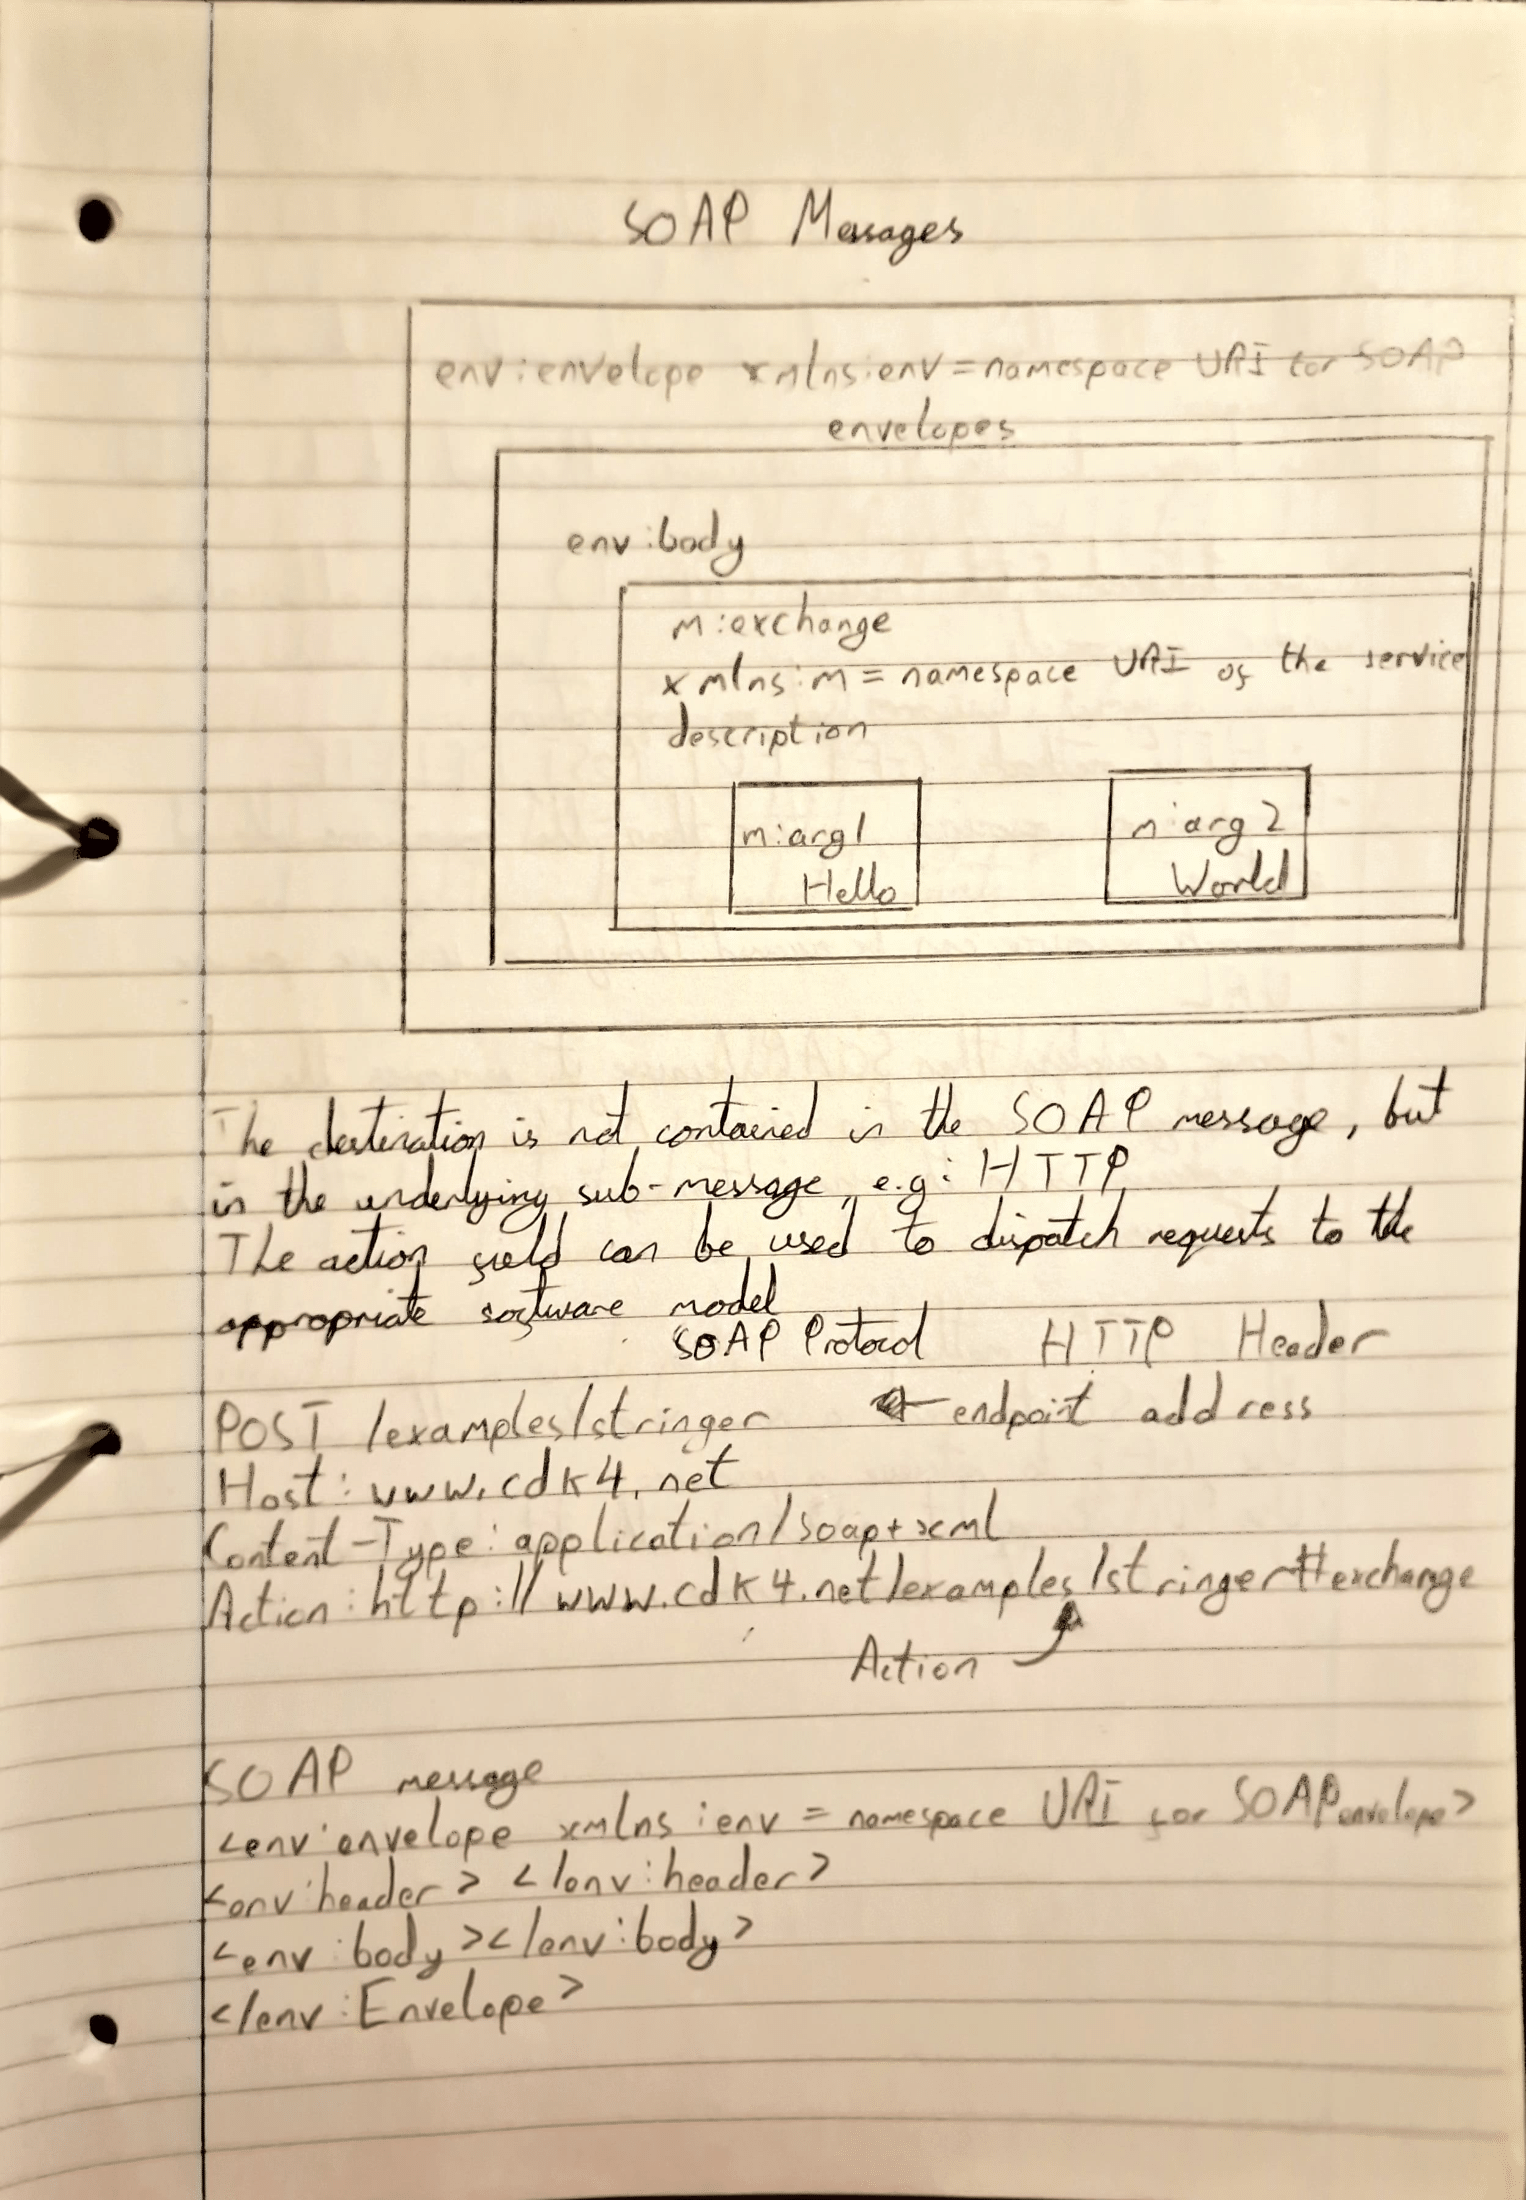 SOAP Messages
env:envelope xmlns:env = namespace URI for SOAP
envelopes
env:body
m:exchange
xmlns:m = namespace URI of the service
description
m:arg1
Hello
m:arg2
World
The destination is not contained in the SOAP message, but
in the underlying sub-message, e.g: HTTP
The action field can be used to dispatch requests to the
appropriate software model
SOAP Protocol HTTP Header
POST /examples/stringer ← endpoint address
Host: www.cdk4.net
Content-Type: application/soap+xml
Action: http://www.cdk4.net/examples/stringer#exchange
Action
SOAP message
<env:envelope xmlns:env = namespace URI for SOAP envelope>
<env:header> </env:header>
<env:body></env:body>
</env:Envelope>